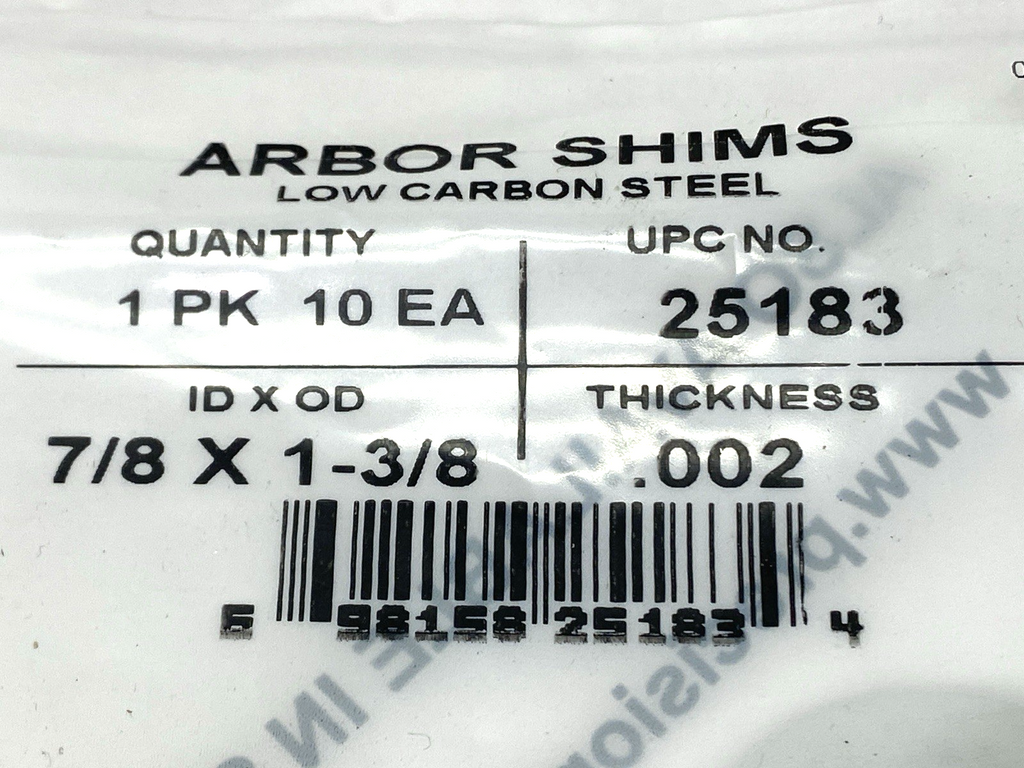 ARBOR SHIMS
LOW CARBON STEEL
QUANTITY
1 PK 10 EA
UPC NO.
25183
ID X OD
7/8 X 1-3/8
THICKNESS
.002
98158 25183 4